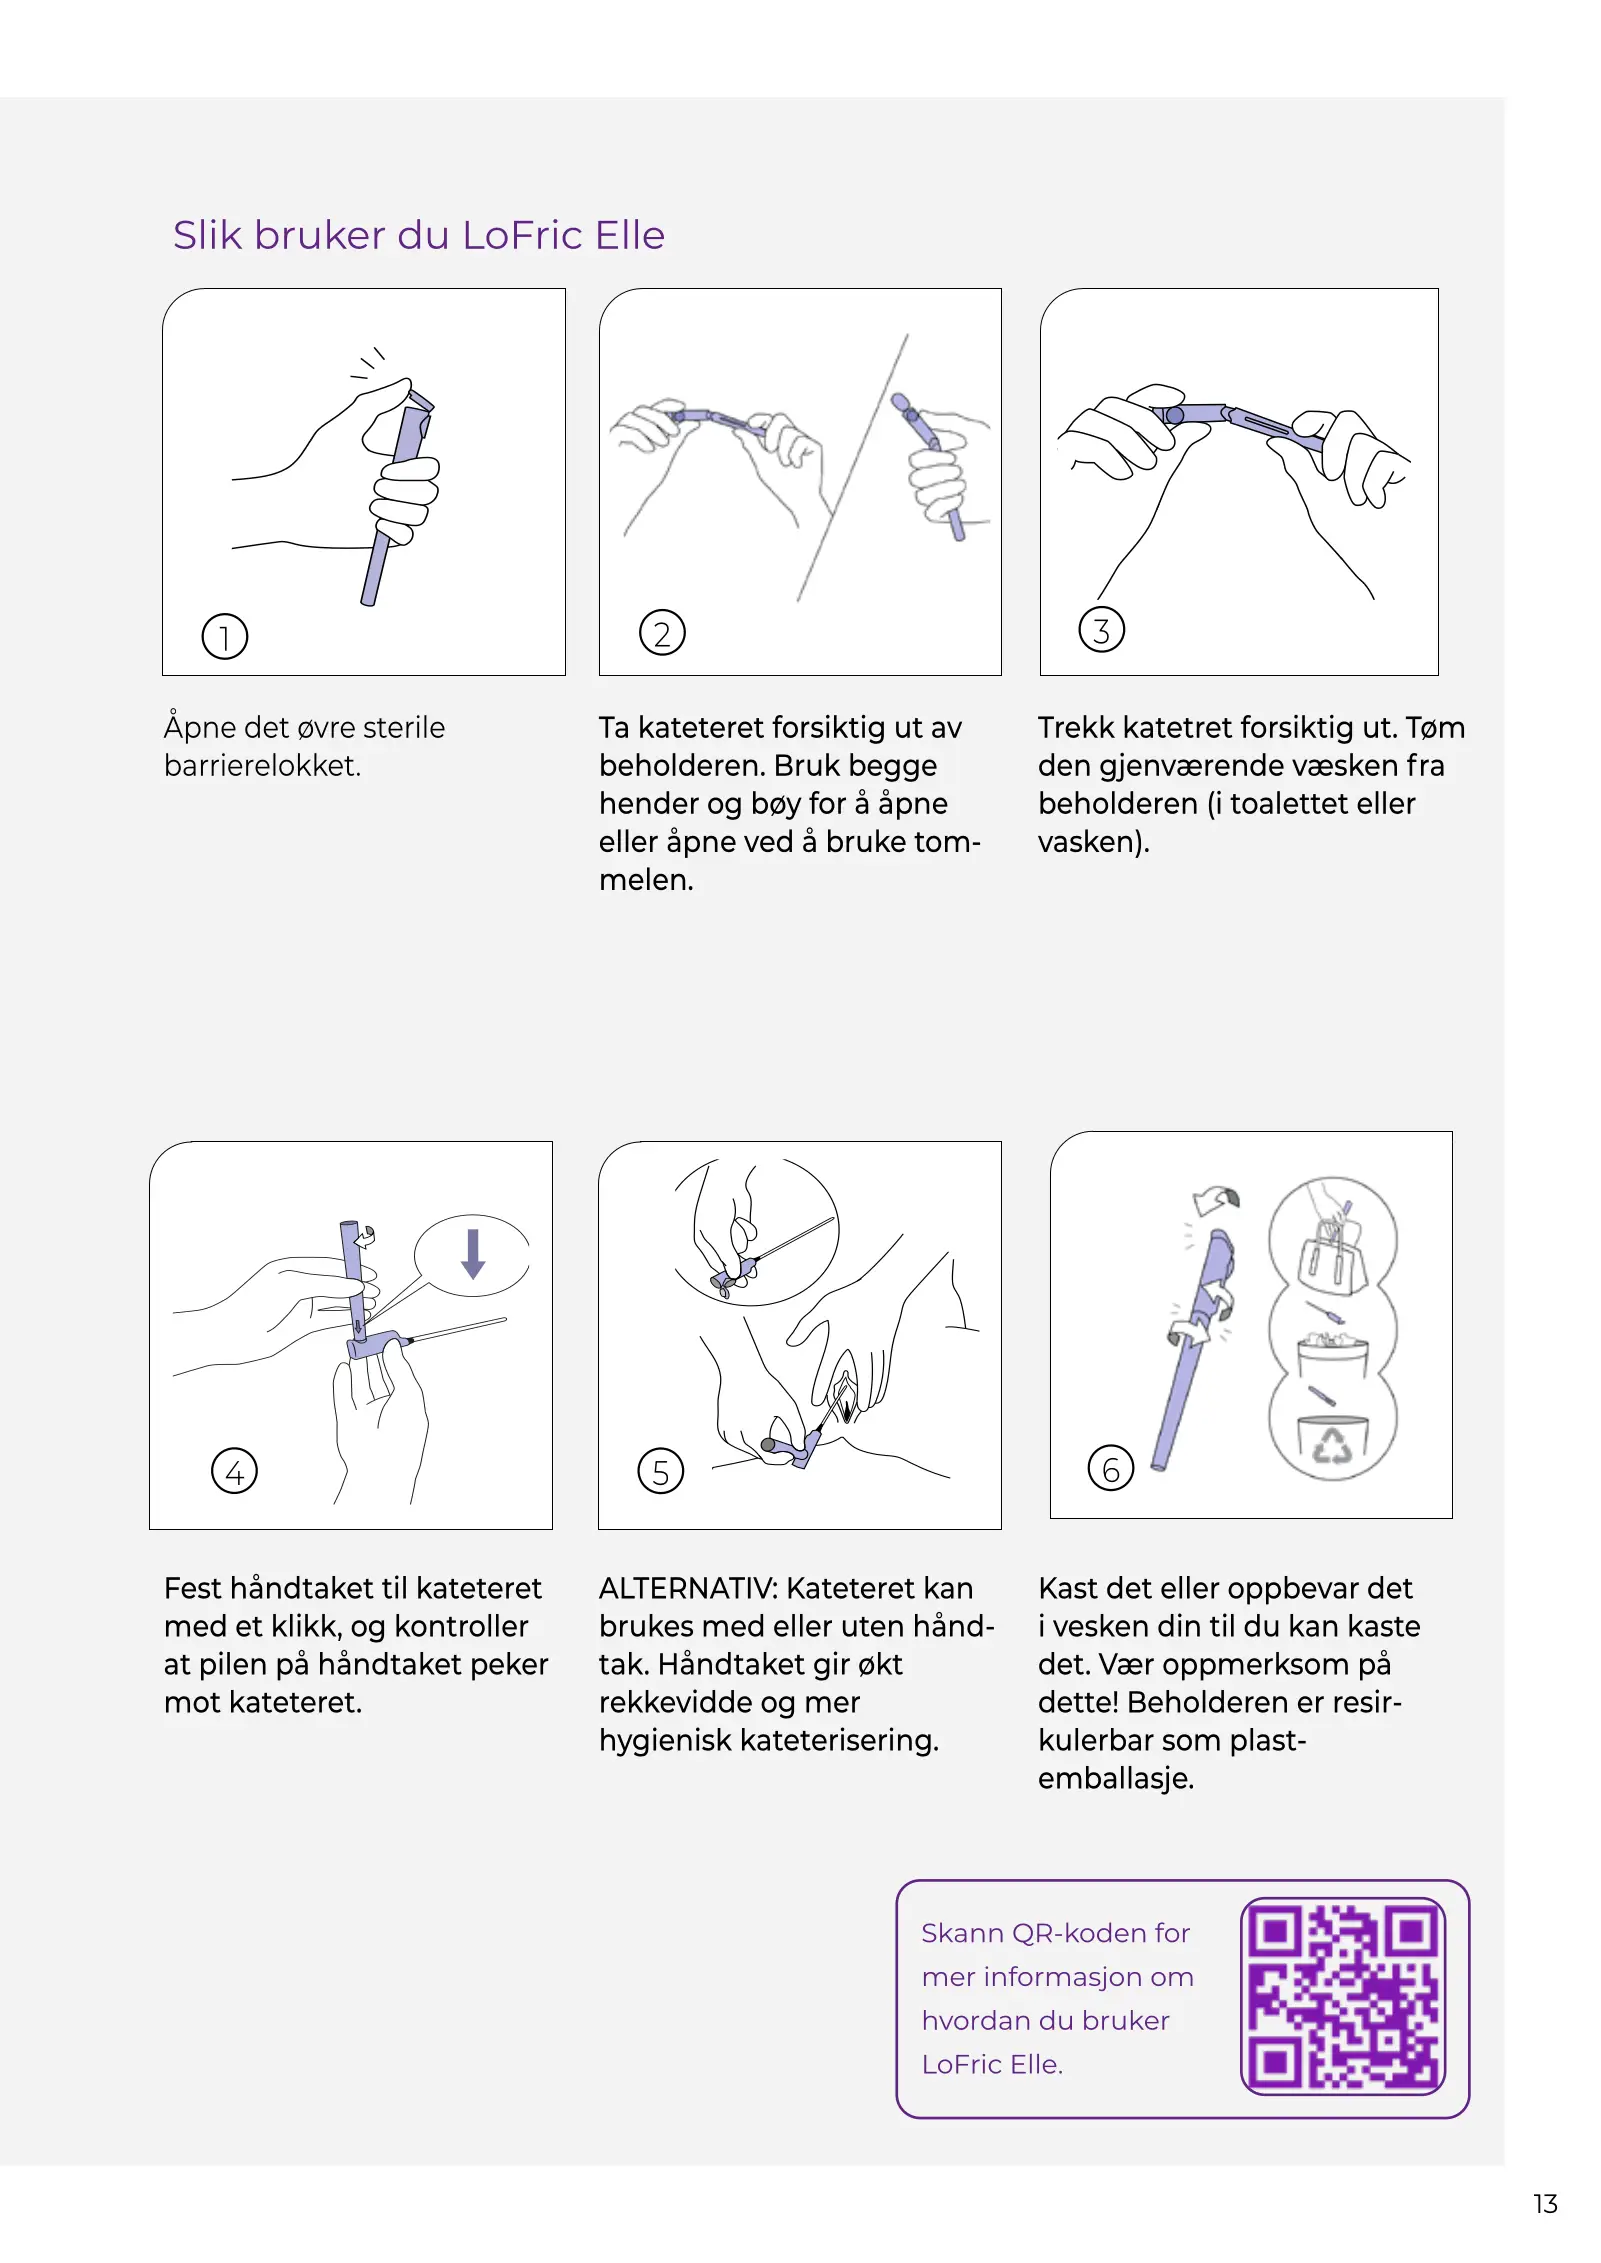 Slik bruker du LoFric Elle
1
2
3
Åpne det øvre sterile
barrierelokket.
Ta kateteret forsiktig ut av
beholderen. Bruk begge
hender og bøy for å åpne
eller åpne ved å bruke tom-
melen.
Trekk katetret forsiktig ut. Tøm
den gjenværende væsken fra
beholderen (i toalettet eller
vasken).
4
5
6
Fest håndtaket til kateteret
med et klikk, og kontroller
at pilen på håndtaket peker
mot kateteret.
ALTERNATIV: Kateteret kan
brukes med eller uten hånd-
tak. Håndtaket gir økt
rekkevidde og mer
hygienisk kateterisering.
Kast det eller oppbevar det
i vesken din til du kan kaste
det. Vær oppmerksom på
dette! Beholderen er resir-
kulerbar som plast-
emballasje.
Skann QR-koden for
mer informasjon om
hvordan du bruker
LoFric Elle.
13